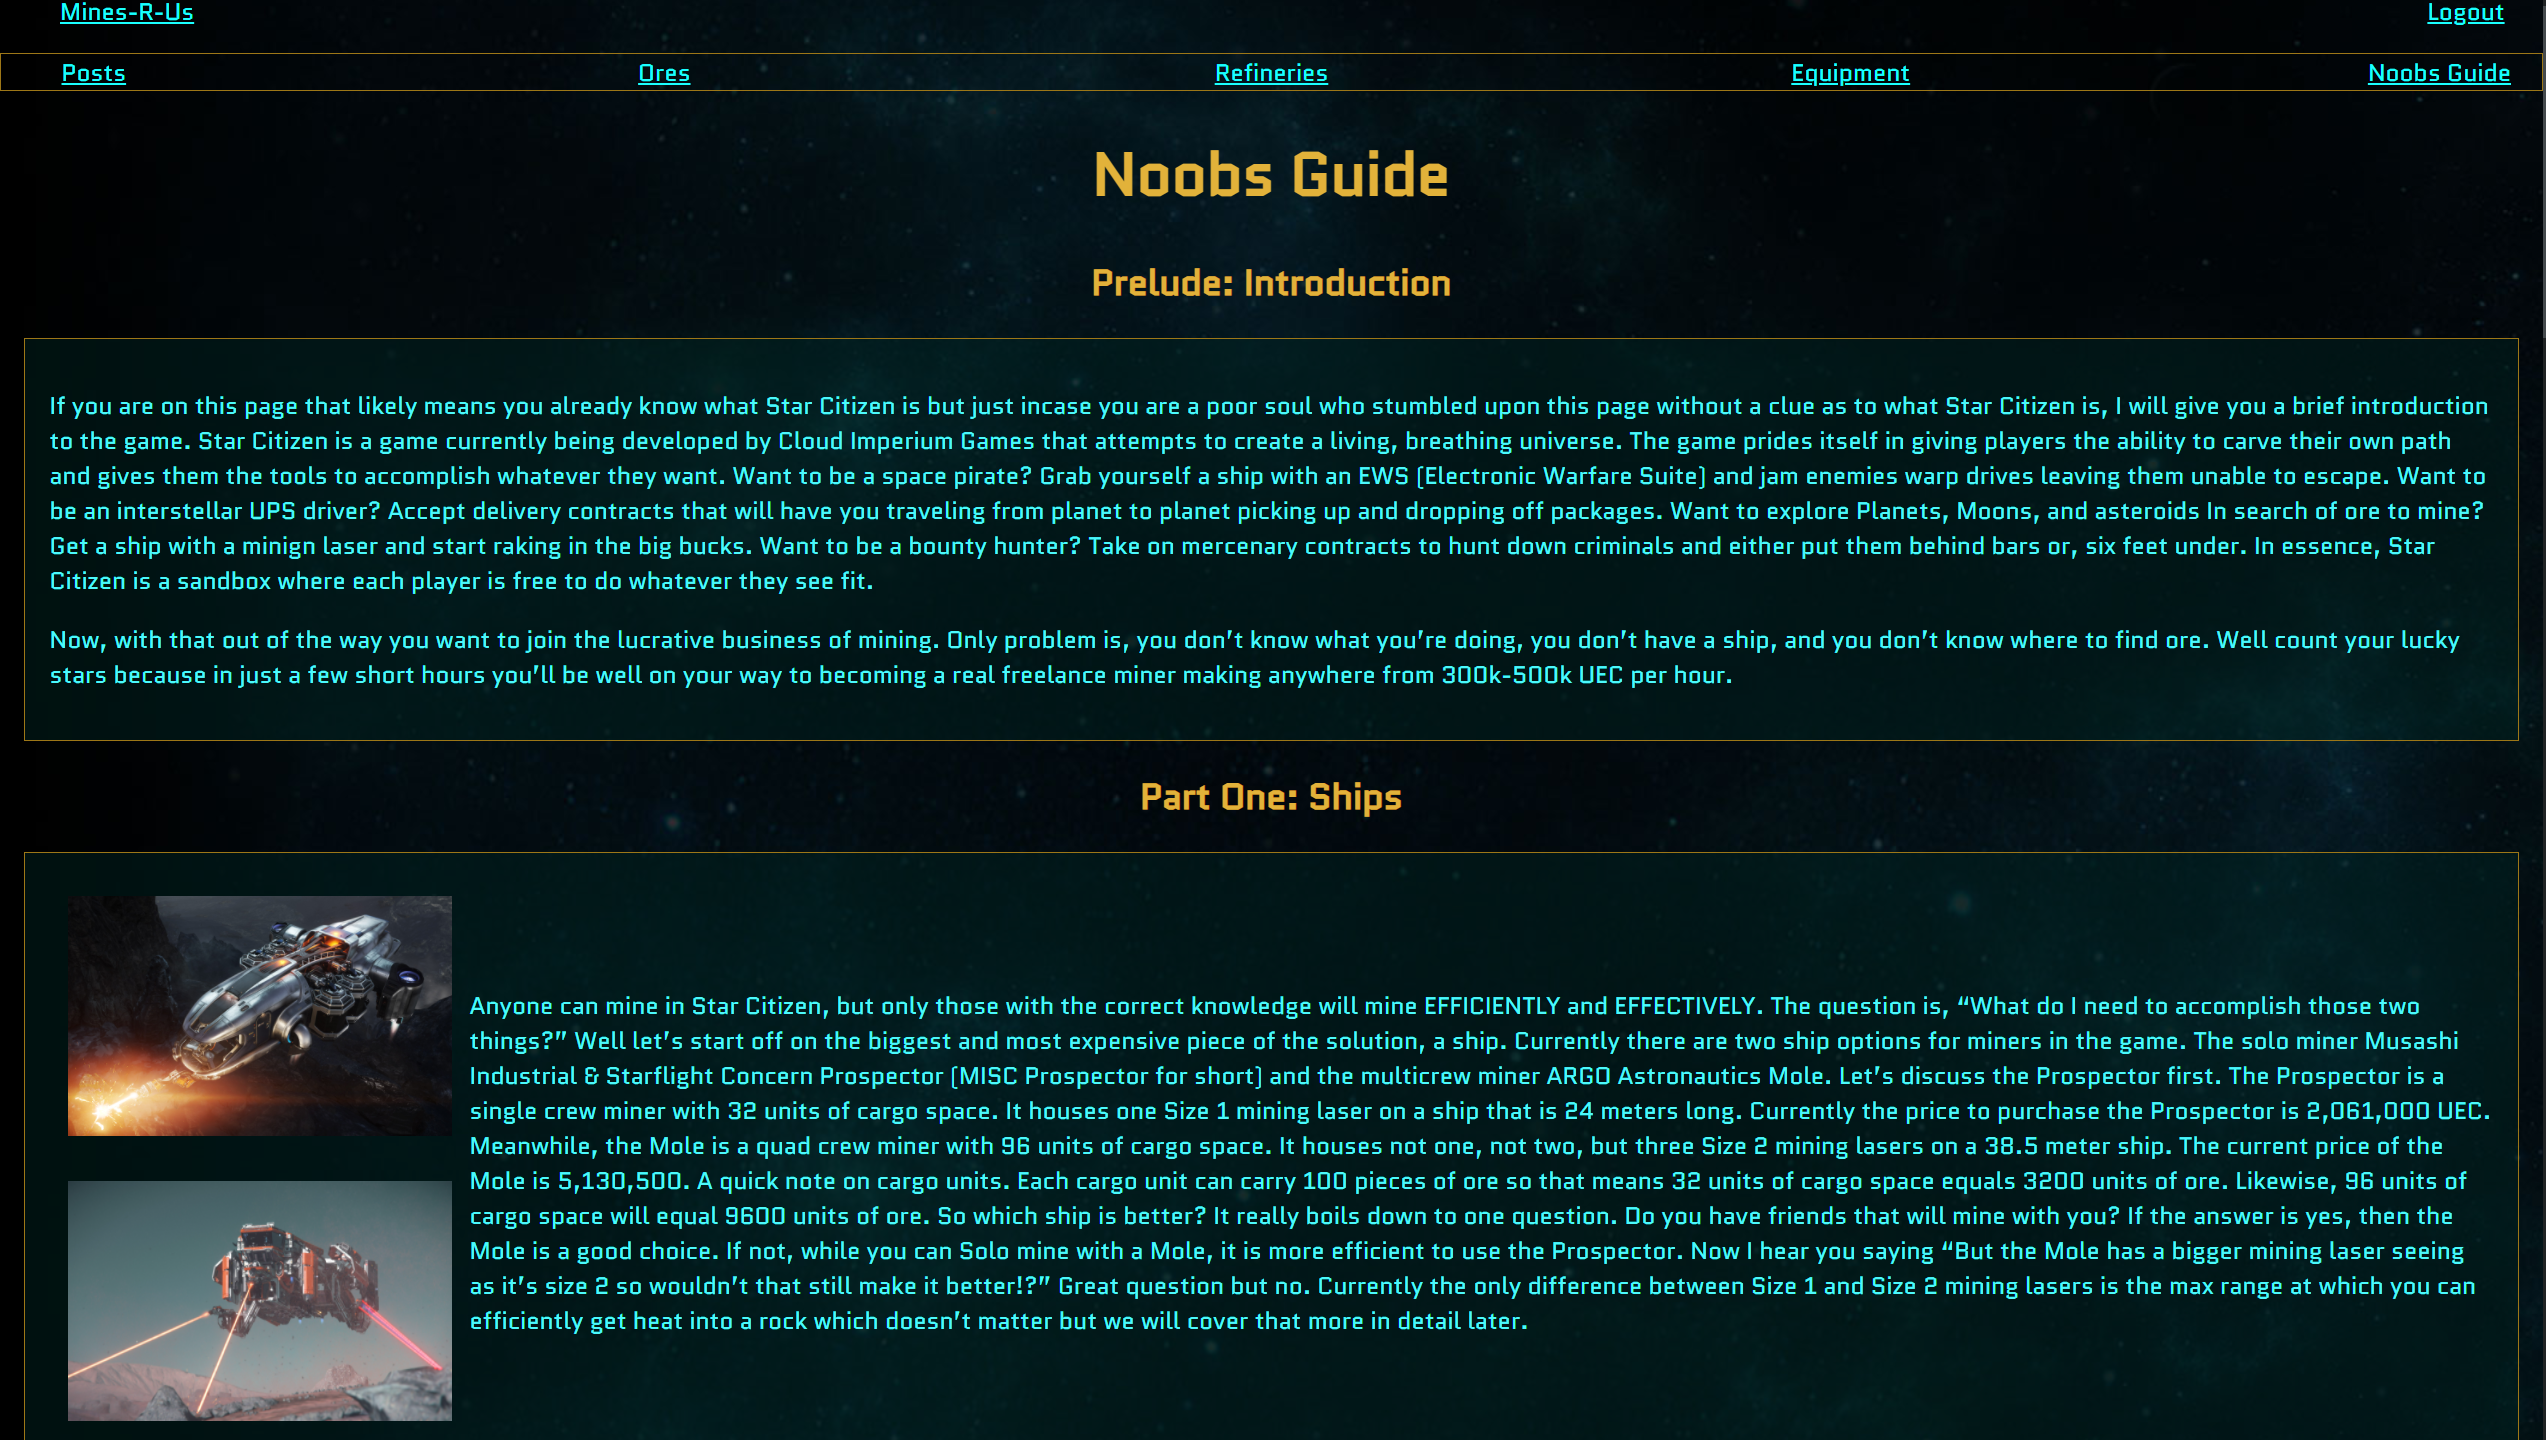 Mines-R-Us
Logout
Posts
Ores
Refineries
Equipment
Noobs Guide
Noobs Guide
Prelude: Introduction
If you are on this page that likely means you already know what Star Citizen is but just incase you are a poor soul who stumbled upon this page without a clue as to what Star Citizen is, I will give you a brief introduction
to the game. Star Citizen is a game currently being developed by Cloud Imperium Games that attempts to create a living, breathing universe. The game prides itself in giving players the ability to carve their own path
and gives them the tools to accomplish whatever they want. Want to be a space pirate? Grab yourself a ship with an EWS (Electronic Warfare Suite) and jam enemies warp drives leaving them unable to escape. Want to
be an interstellar UPS driver? Accept delivery contracts that will have you traveling from planet to planet picking up and dropping off packages. Want to explore Planets, Moons, and asteroids In search of ore to mine?
Get a ship with a minign laser and start raking in the big bucks. Want to be a bounty hunter? Take on mercenary contracts to hunt down criminals and either put them behind bars or, six feet under. In essence, Star
Citizen is a sandbox where each player is free to do whatever they see fit.
Now, with that out of the way you want to join the lucrative business of mining. Only problem is, you don’t know what you’re doing, you don’t have a ship, and you don’t know where to find ore. Well count your lucky
stars because in just a few short hours you’ll be well on your way to becoming a real freelance miner making anywhere from 300k-500k UEC per hour.
Part One: Ships
Anyone can mine in Star Citizen, but only those with the correct knowledge will mine EFFICIENTLY and EFFECTIVELY. The question is, “What do I need to accomplish those two
things?” Well let’s start off on the biggest and most expensive piece of the solution, a ship. Currently there are two ship options for miners in the game. The solo miner Musashi
Industrial & Starflight Concern Prospector (MISC Prospector for short) and the multicrew miner ARGO Astronautics Mole. Let’s discuss the Prospector first. The Prospector is a
single crew miner with 32 units of cargo space. It houses one Size 1 mining laser on a ship that is 24 meters long. Currently the price to purchase the Prospector is 2,061,000 UEC.
Meanwhile, the Mole is a quad crew miner with 96 units of cargo space. It houses not one, not two, but three Size 2 mining lasers on a 38.5 meter ship. The current price of the
Mole is 5,130,500. A quick note on cargo units. Each cargo unit can carry 100 pieces of ore so that means 32 units of cargo space equals 3200 units of ore. Likewise, 96 units of
cargo space will equal 9600 units of ore. So which ship is better? It really boils down to one question. Do you have friends that will mine with you? If the answer is yes, then the
Mole is a good choice. If not, while you can Solo mine with a Mole, it is more efficient to use the Prospector. Now I hear you saying “But the Mole has a bigger mining laser seeing
as it’s size 2 so wouldn’t that still make it better!?” Great question but no. Currently the only difference between Size 1 and Size 2 mining lasers is the max range at which you can
efficiently get heat into a rock which doesn’t matter but we will cover that more in detail later.